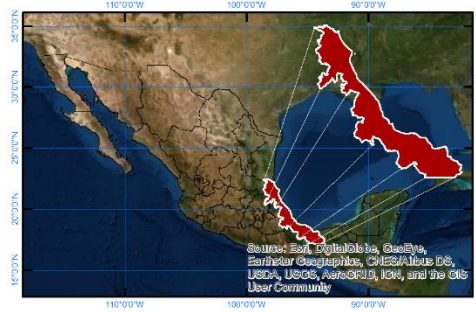 110°0'0"W 100°0'0"W 90°0'0"W
35°0'0"N
30°0'0"N
25°0'0"N
20°0'0"N
15°0'0"N
Source: Esri, DigitalGlobe, GeoEye,
Earthstar Geographics, CNES/Airbus DS,
USDA, USGS, AeroGRID, IGN, and the GIS
User Community
110°0'0"W 100°0'0"W 90°0'0"W